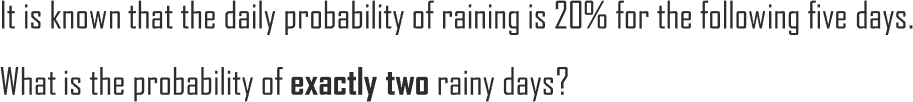 It is known that the daily probability of raining is 20% for the following five days.
What is the probability of exactly two rainy days?